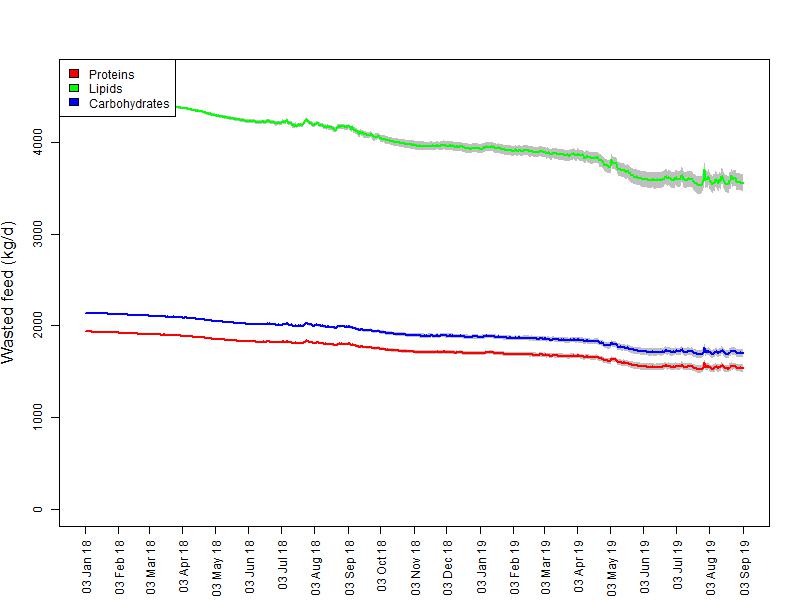 Proteins
Lipids
Carbohydrates
Wasted feed (kg/d)
4000
3000
2000
1000
0
03 Jan 18
03 Feb 18
03 Mar 18
03 Apr 18
03 May 18
03 Jun 18
03 Jul 18
03 Aug 18
03 Sep 18
03 Oct 18
03 Nov 18
03 Dec 18
03 Jan 19
03 Feb 19
03 Mar 19
03 Apr 19
03 May 19
03 Jun 19
03 Jul 19
03 Aug 19
03 Sep 19